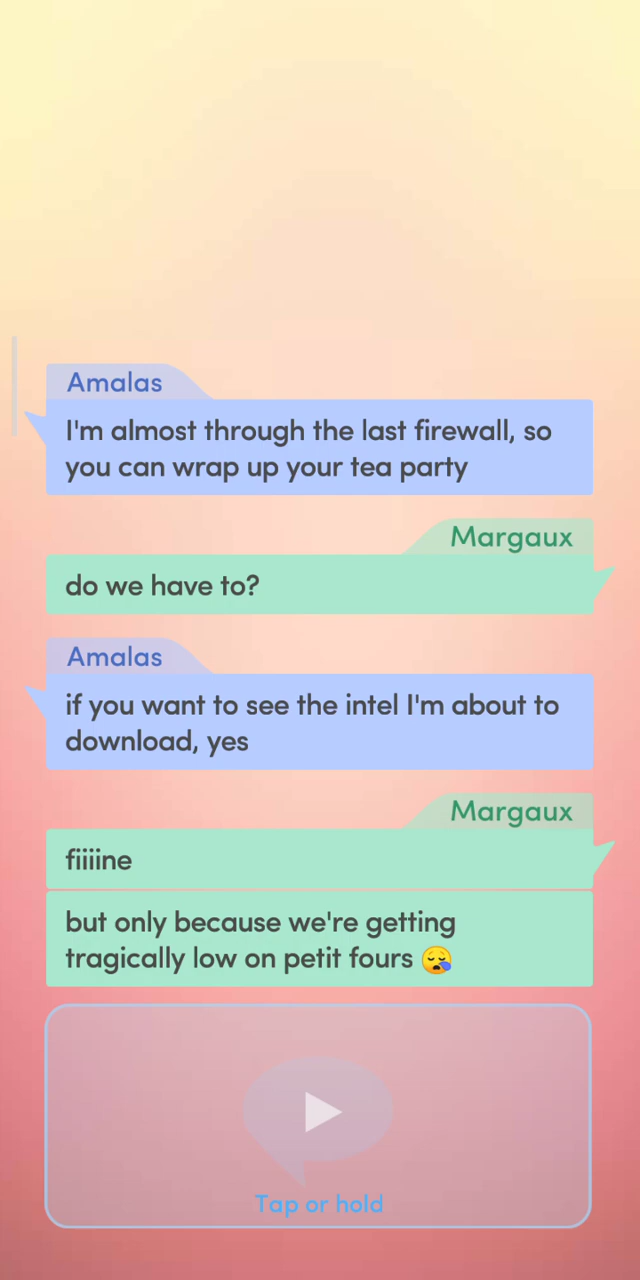 Amalas
I'm almost through the last firewall, so
you can wrap up your tea party
Margaux
do we have to?
Amalas
if you want to see the intel I'm about to
download, yes
Margaux
fiiiine
but only because we're getting
tragically low on petit fours 😪
Tap or hold